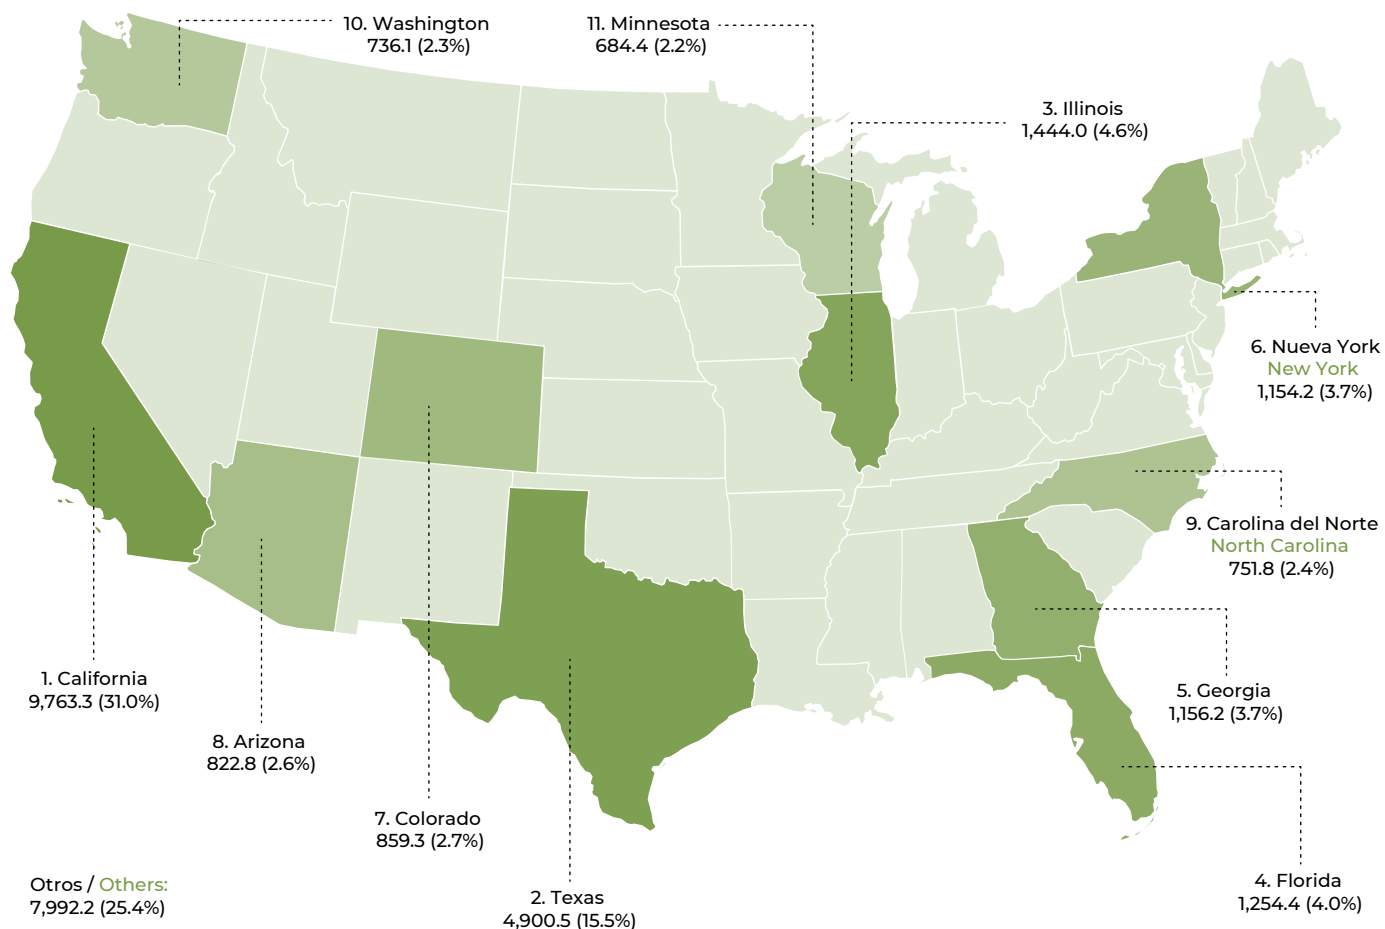 10. Washington
736.1 (2.3%)
11. Minnesota
684.4 (2.2%)
3. Illinois
1,444.0 (4.6%)
6. Nueva York
New York
1,154.2 (3.7%)
9. Carolina del Norte
North Carolina
751.8 (2.4%)
1. California
9,763.3 (31.0%)
5. Georgia
1,156.2 (3.7%)
8. Arizona
822.8 (2.6%)
7. Colorado
859.3 (2.7%)
4. Florida
1,254.4 (4.0%)
Otros / Others:
7,992.2 (25.4%)
2. Texas
4,900.5 (15.5%)